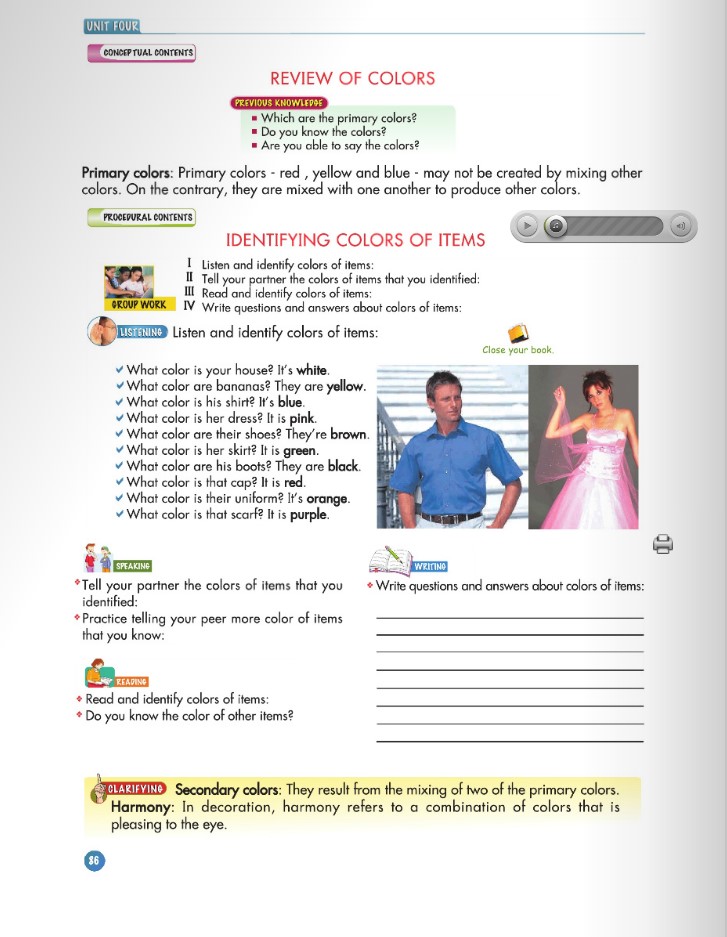 UNIT FOUR
CONCEPTUAL CONTENTS
REVIEW OF COLORS
PREVIOUS KNOWLEDGE
Which are the primary colors?
Do you know the colors?
Are you able to say the colors?
Primary colors: Primary colors - red , yellow and blue - may not be created by mixing other
colors. On the contrary, they are mixed with one another to produce other colors.
PROCEDURAL CONTENTS
IDENTIFYING COLORS OF ITEMS
I Listen and identify colors of items:
II Tell your partner the colors of items that you identified:
III Read and identify colors of items:
IV Write questions and answers about colors of items:
GROUP WORK
LISTENING Listen and identify colors of items:
Close your book.
What color is your house? It's white.
What color are bananas? They are yellow.
What color is his shirt? It's blue.
What color is her dress? It is pink.
What color are their shoes? They're brown.
What color is her skirt? It is green.
What color are his boots? They are black.
What color is that cap? It is red.
What color is their uniform? It's orange.
What color is that scarf? It is purple.
SPEAKING
Tell your partner the colors of items that you
identified:
Practice telling your peer more color of items
that you know:
READING
Read and identify colors of items:
Do you know the color of other items?
WRITING
Write questions and answers about colors of items:
CLARIFYING Secondary colors: They result from the mixing of two of the primary colors.
Harmony: In decoration, harmony refers to a combination of colors that is
pleasing to the eye.
86